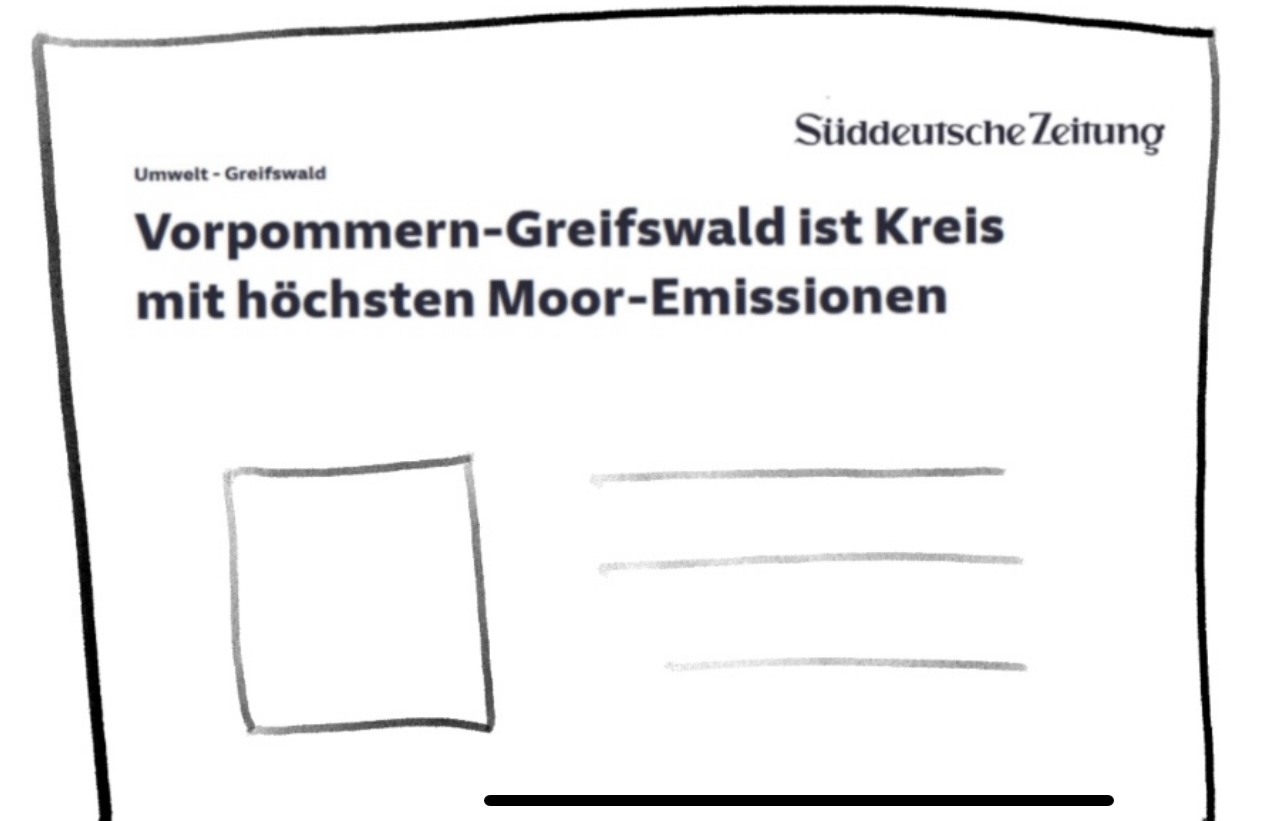 Süddeutsche Zeitung
Umwelt - Greifswald
Vorpommern-Greifswald ist Kreis
mit höchsten Moor-Emissionen